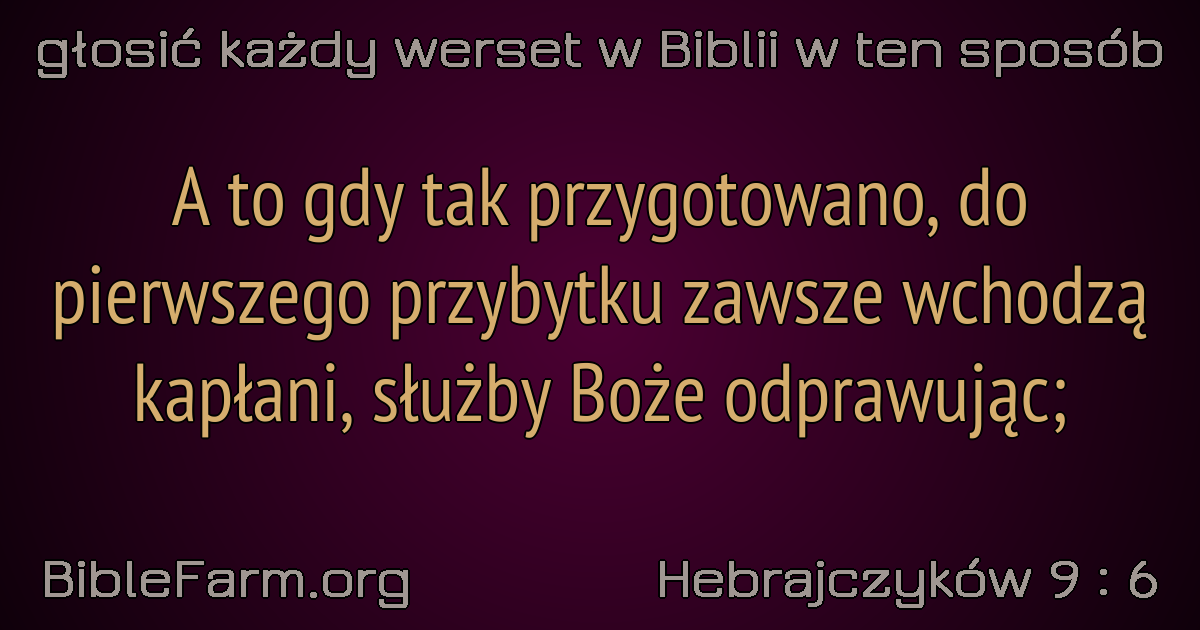 głosić każdy werset w Biblii w ten sposób
A to gdy tak przygotowano, do
pierwszego przybytku zawsze wchodzą
kapłani, służby Boże odprawując;
BibleFarm.org
Hebrajczyków 9 : 6